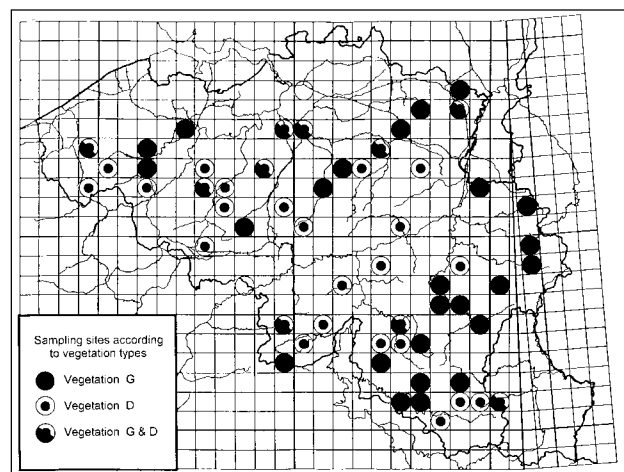 Sampling sites according
to vegetation types
Vegetation G
Vegetation D
Vegetation G & D